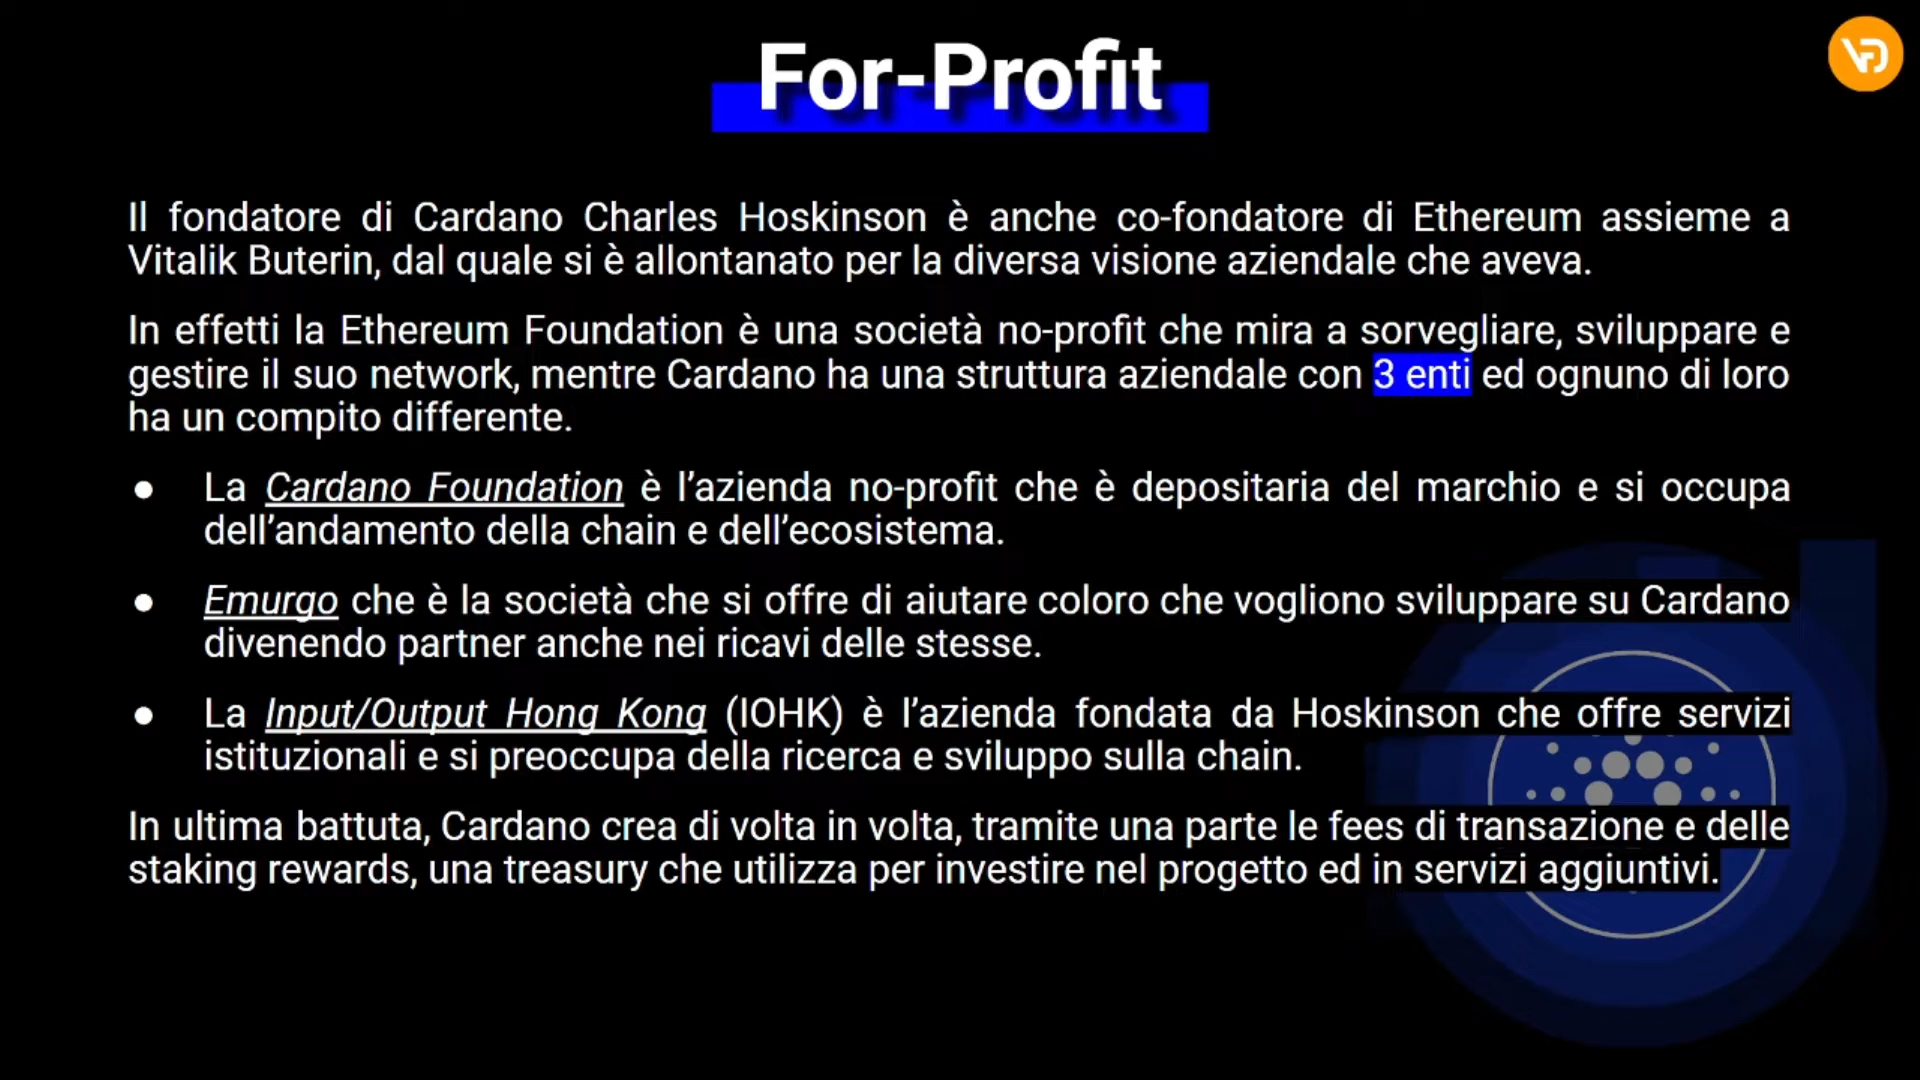 For-Profit
Il fondatore di Cardano Charles Hoskinson è anche co-fondatore di Ethereum assieme a
Vitalik Buterin, dal quale si è allontanato per la diversa visione aziendale che aveva.
In effetti la Ethereum Foundation è una società no-profit che mira a sorvegliare, sviluppare e
gestire il suo network, mentre Cardano ha una struttura aziendale con 3 enti ed ognuno di loro
ha un compito differente.
● La Cardano Foundation è l’azienda no-profit che è depositaria del marchio e si occupa
dell’andamento della chain e dell’ecosistema.
● Emurgo che è la società che si offre di aiutare coloro che vogliono sviluppare su Cardano
divenendo partner anche nei ricavi delle stesse.
● La Input/Output Hong Kong (IOHK) è l’azienda fondata da Hoskinson che offre servizi
istituzionali e si preoccupa della ricerca e sviluppo sulla chain.
In ultima battuta, Cardano crea di volta in volta, tramite una parte le fees di transazione e delle
staking rewards, una treasury che utilizza per investire nel progetto ed in servizi aggiuntivi.